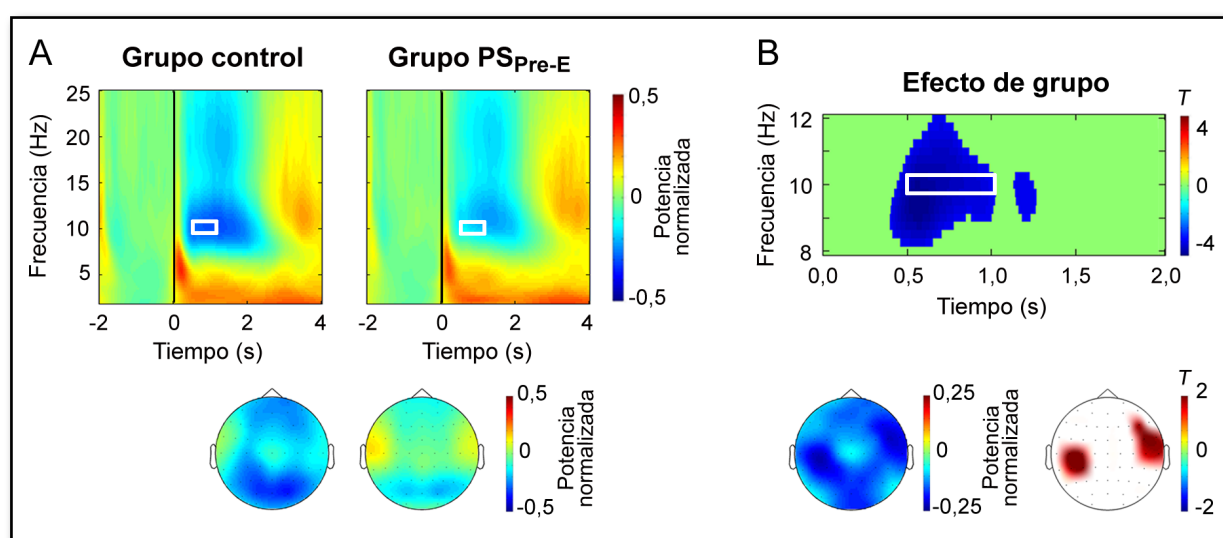 A
Grupo control
Grupo PSPre-E
Frecuencia (Hz)
25
20
15
10
5
-2
0
2
4
Tiempo (s)
-2
0
2
4
Tiempo (s)
0,5
0
-0,5
Potencia
normalizada
0,5
0
-0,5
Potencia
normalizada
B
Efecto de grupo
Frecuencia (Hz)
12
10
8
0,0
0,5
1,0
1,5
2,0
Tiempo (s)
T
4
0
-4
0,25
0
-0,25
Potencia
normalizada
T
2
0
-2